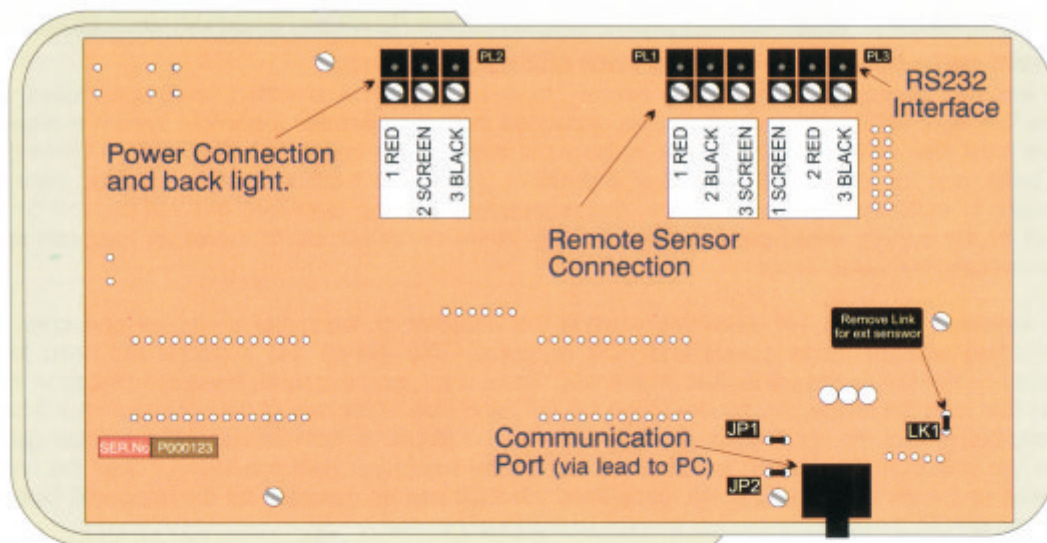 PL2
PL1
PL3
RS232
Interface
Power Connection
and back light.
1 RED
2 SCREEN
3 BLACK
1 RED
2 BLACK
3 SCREEN
1 SCREEN
2 RED
3 BLACK
Remote Sensor
Connection
Remove Link
for ext senswor
LK1
JP1
Communication
Port (via lead to PC)
JP2
SER.No P000123